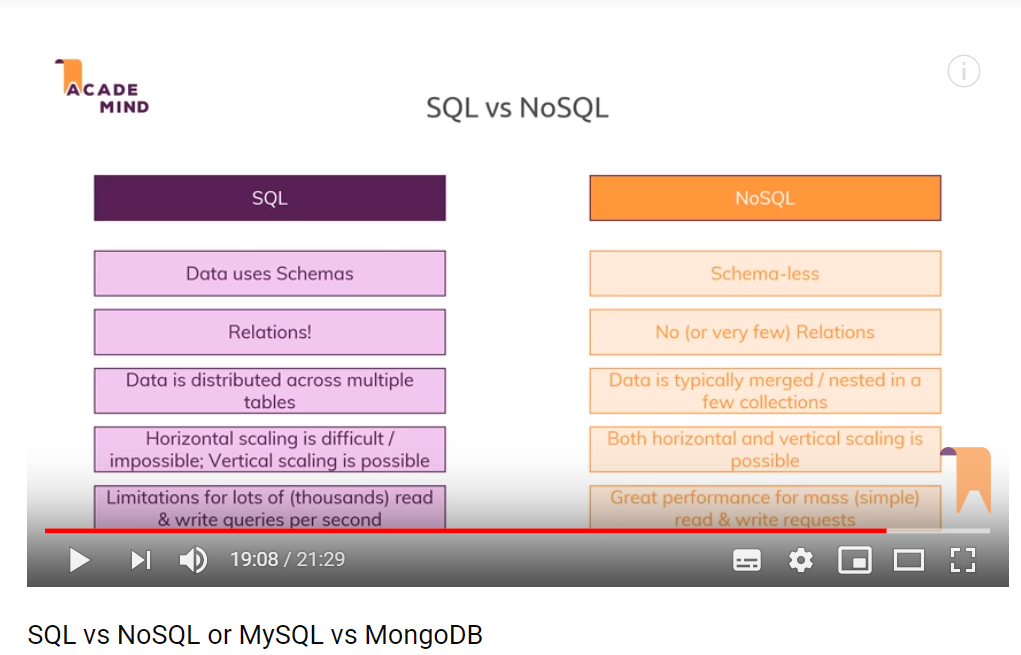 ACADE
MIND
SQL vs NoSQL
SQL
NoSQL
Data uses Schemas
Schema-less
Relations!
No (or very few) Relations
Data is distributed across multiple
tables
Data is typically merged / nested in a
few collections
Horizontal scaling is difficult /
impossible; Vertical scaling is possible
Both horizontal and vertical scaling is
possible
Limitations for lots of (thousands) read
& write queries per second
Great performance for mass (simple)
read & write requests
19:08 / 21:29
SQL vs NoSQL or MySQL vs MongoDB